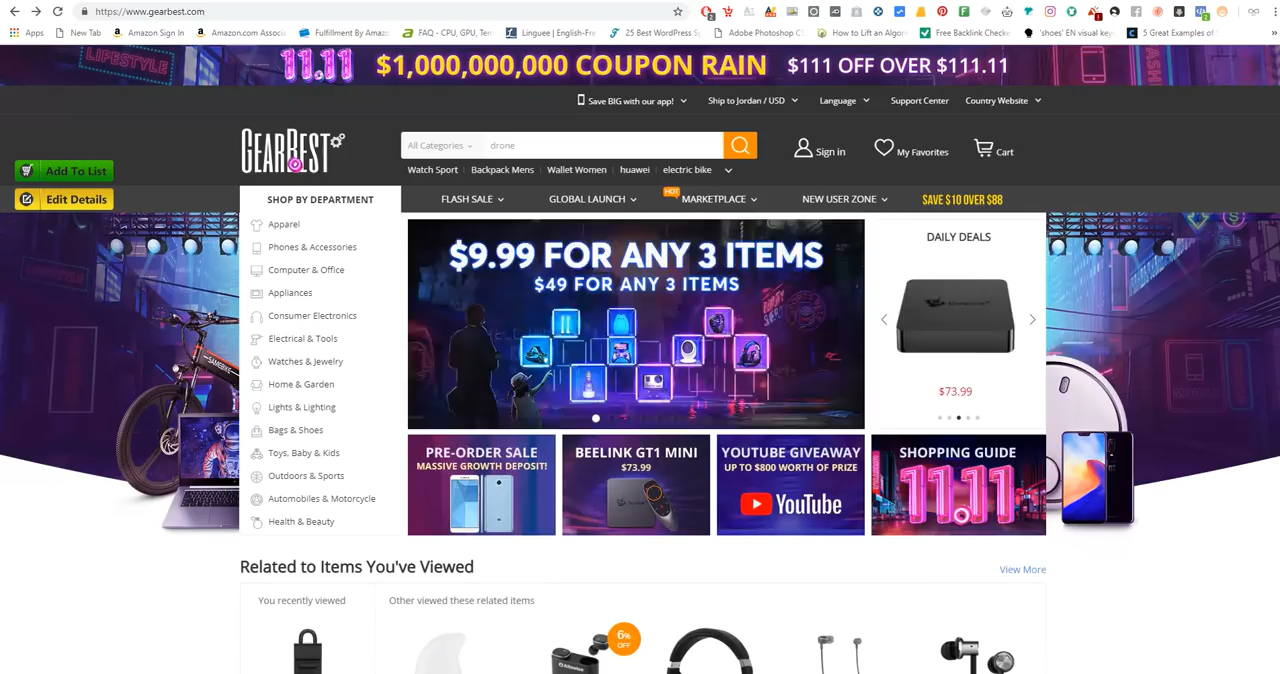 https://www.gearbest.com
Apps
New Tab
Amazon Sign In
Amazon.com Associ
Fulfillment By Amaz
FAQ - CPU, GPU, Tem
Linguee | English-Fre
25 Best WordPress S
Adobe Photoshop C
How to Lift an Algor
Free Backlink Checke
'shoes' EN visual key
5 Great Examples of
LIFESTYLE
11.11
$1,000,000,000 COUPON RAIN
$111 OFF OVER $111.11
Save BIG with our app!
Ship to Jordan / USD
Language
Support Center
Country Website
GEARBEST
All Categories
drone
Sign in
My Favorites
Cart
Watch Sport
Backpack Mens
Wallet Women
huawei
electric bike
Add To List
Edit Details
SHOP BY DEPARTMENT
FLASH SALE
GLOBAL LAUNCH
HOT
MARKETPLACE
NEW USER ZONE
SAVE $10 OVER $88
Apparel
Phones & Accessories
Computer & Office
Appliances
Consumer Electronics
Electrical & Tools
Watches & Jewelry
Home & Garden
Lights & Lighting
Bags & Shoes
Toys, Baby & Kids
Outdoors & Sports
Automobiles & Motorcycle
Health & Beauty
$9.99 FOR ANY 3 ITEMS
$49 FOR ANY 3 ITEMS
DAILY DEALS
$73.99
SAMEBIKE
PRE-ORDER SALE
MASSIVE GROWTH DEPOSIT!
BEELINK GT1 MINI
$73.99
YOUTUBE GIVEAWAY
UP TO $800 WORTH OF PRIZE
YouTube
SHOPPING GUIDE
11.11
Related to Items You've Viewed
View More
You recently viewed
Other viewed these related items
6%
OFF